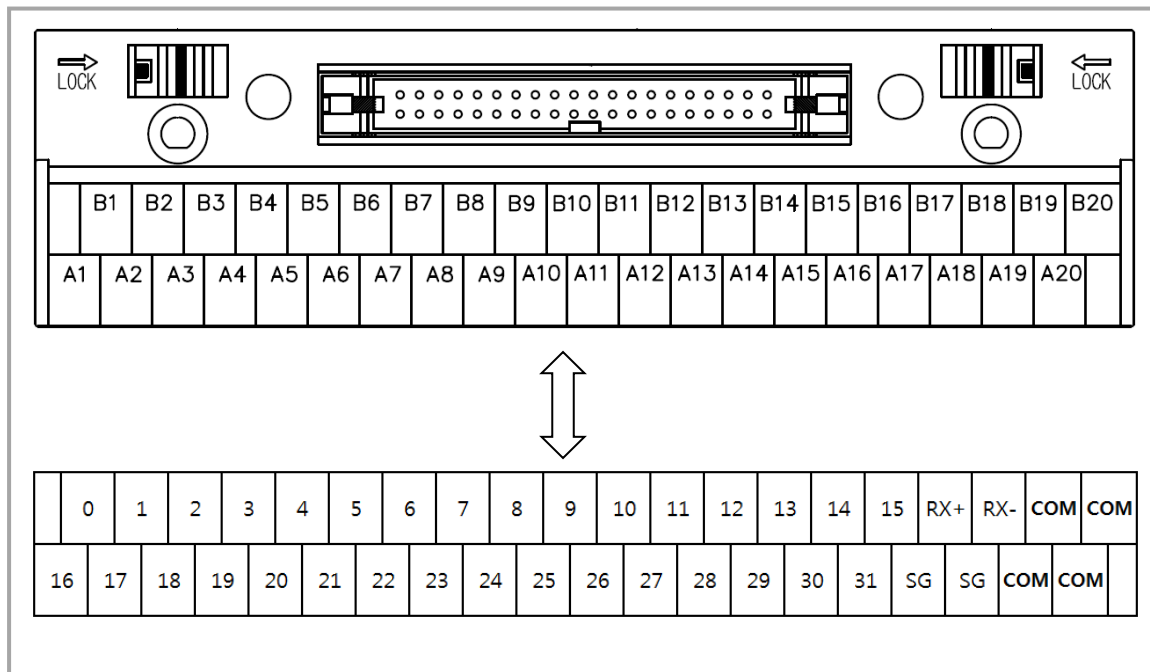 LOCK LOCK
B1 B2 B3 B4 B5 B6 B7 B8 B9 B10 B11 B12 B13 B14 B15 B16 B17 B18 B19 B20
A1 A2 A3 A4 A5 A6 A7 A8 A9 A10 A11 A12 A13 A14 A15 A16 A17 A18 A19 A20
0 1 2 3 4 5 6 7 8 9 10 11 12 13 14 15 RX+ RX- COM COM
16 17 18 19 20 21 22 23 24 25 26 27 28 29 30 31 SG SG COM COM